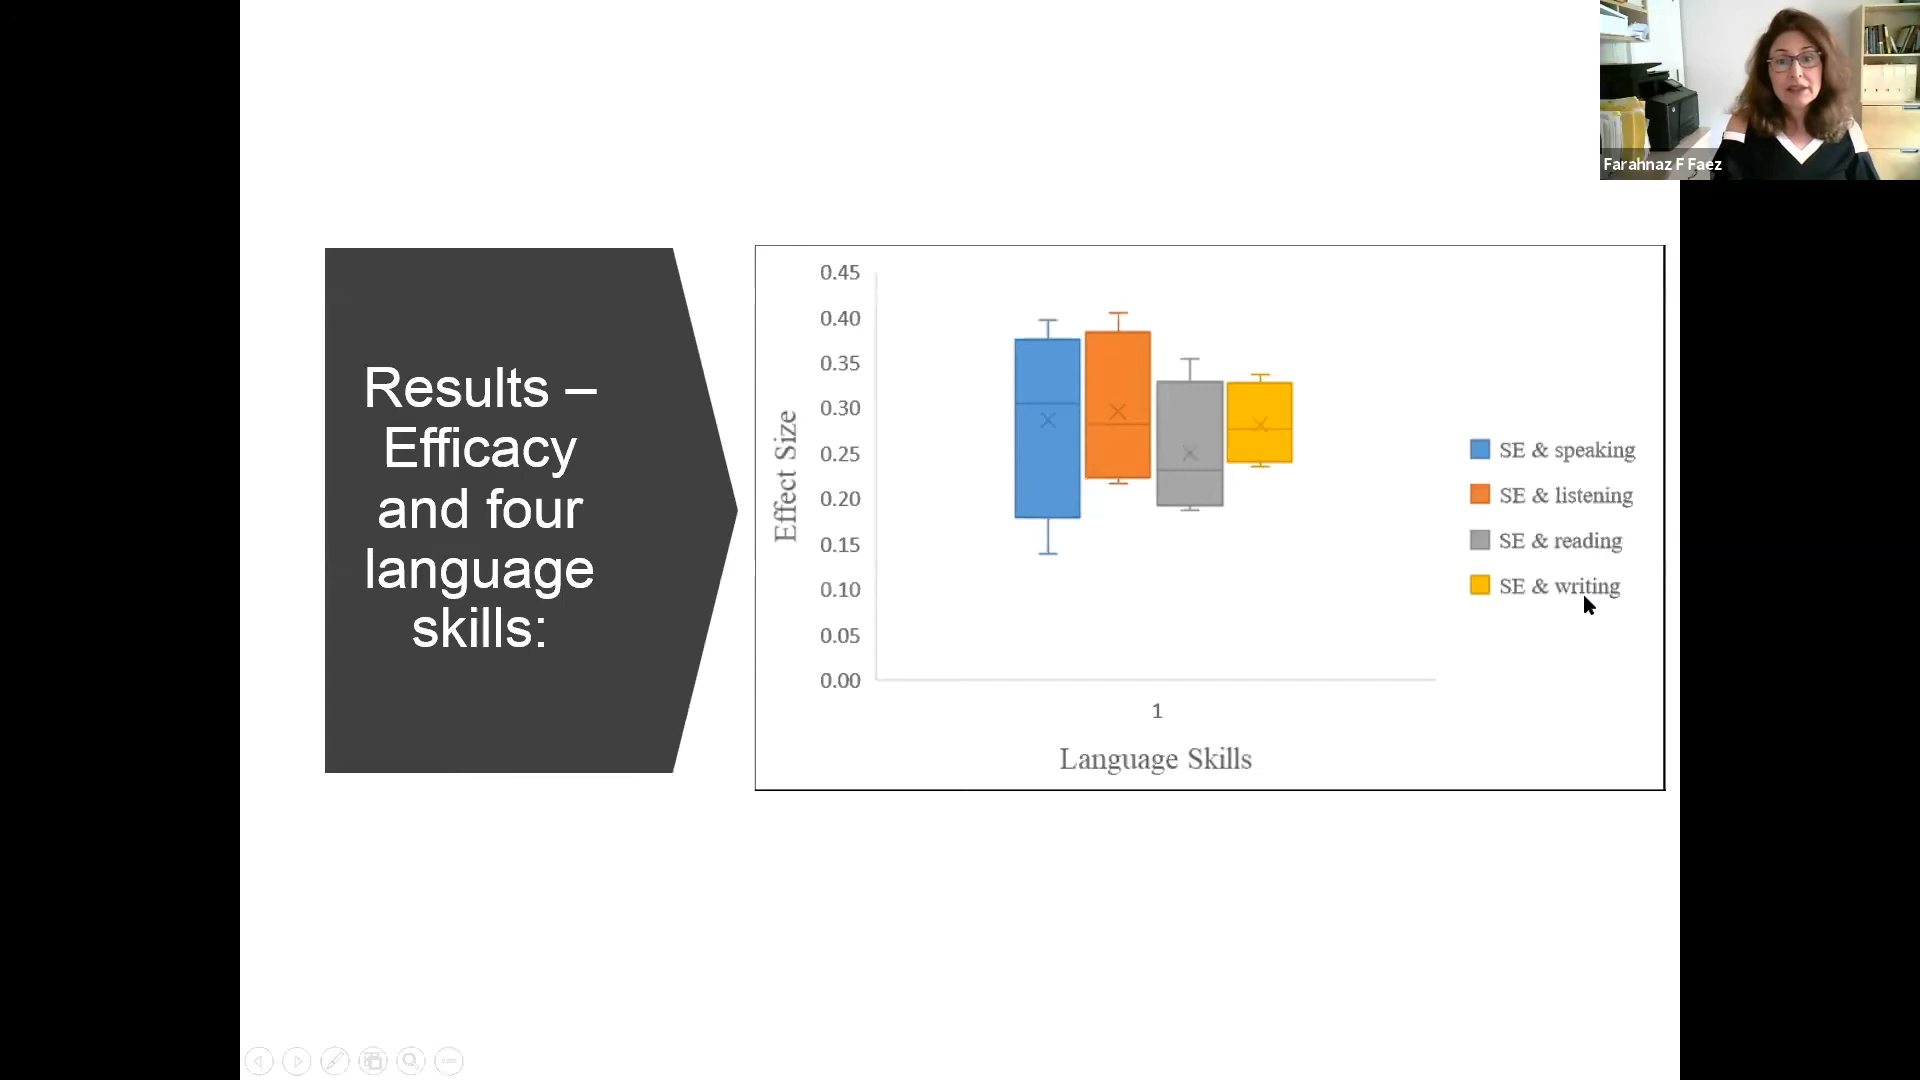 Farahnaz F Faez
Results –
Efficacy
and four
language
skills:
0.45
0.40
0.35
0.30
0.25
0.20
0.15
0.10
0.05
0.00
Effect Size
1
Language Skills
SE & speaking
SE & listening
SE & reading
SE & writing